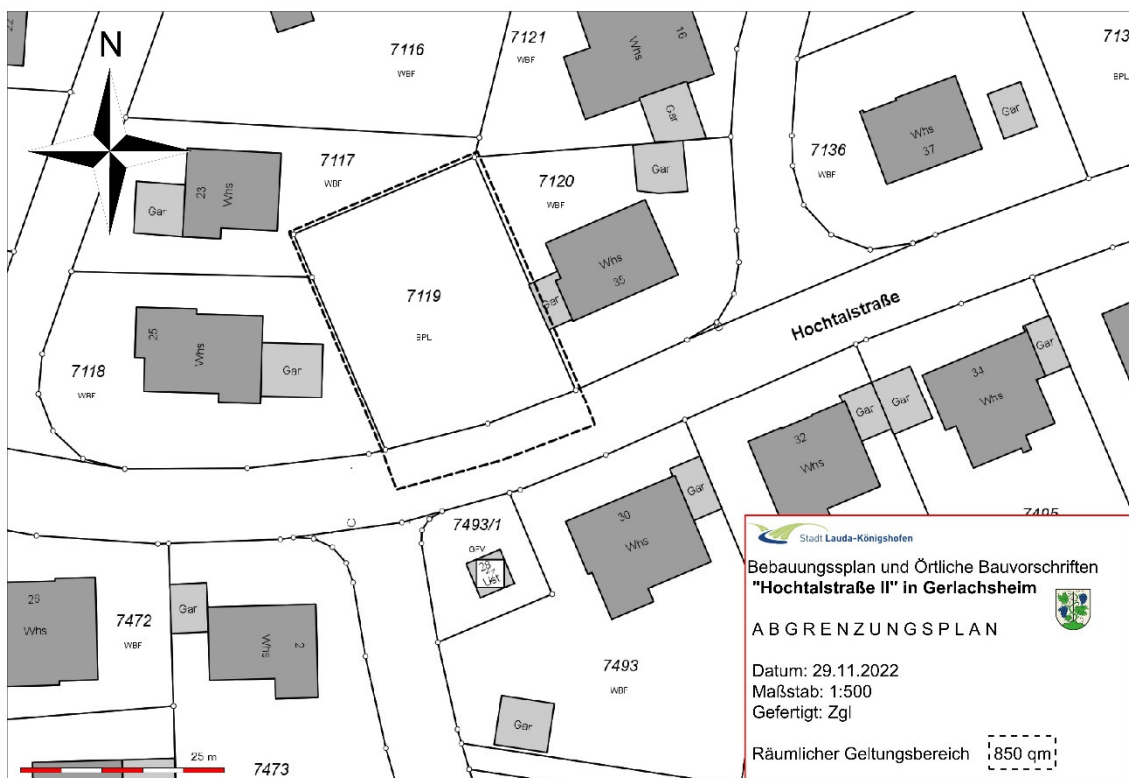 N
7116
WBF
7121
WBF
Whs
16
Gar
713
BPL
22
7117
WBF
23
Whs
Gar
7120
WBF
Gar
Whs
35
Gar
7136
WBF
Whs
37
Gar
7119
BPL
Hochtalstraße
25
Whs
Gar
7118
WBF
34
Whs
Gar
32
Whs
Gar
Gar
30
Whs
Gar
7493/1
GFV
7495
7472
WBF
28
Whs
Gar
Whs
2
7493
WBF
Gar
7473
25 m
Stadt Lauda-Königshofen
Bebauungsplan und Örtliche Bauvorschriften
"Hochtalstraße II" in Gerlachsheim
ABGRENZUNGSPLAN
Datum: 29.11.2022
Maßstab: 1:500
Gefertigt: Zgl
Räumlicher Geltungsbereich
850 qm